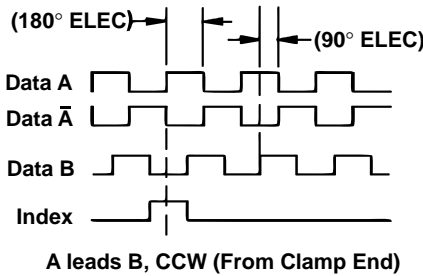 (180° ELEC)
(90° ELEC)
Data A
Data A̅
Data B
Index
A leads B, CCW (From Clamp End)